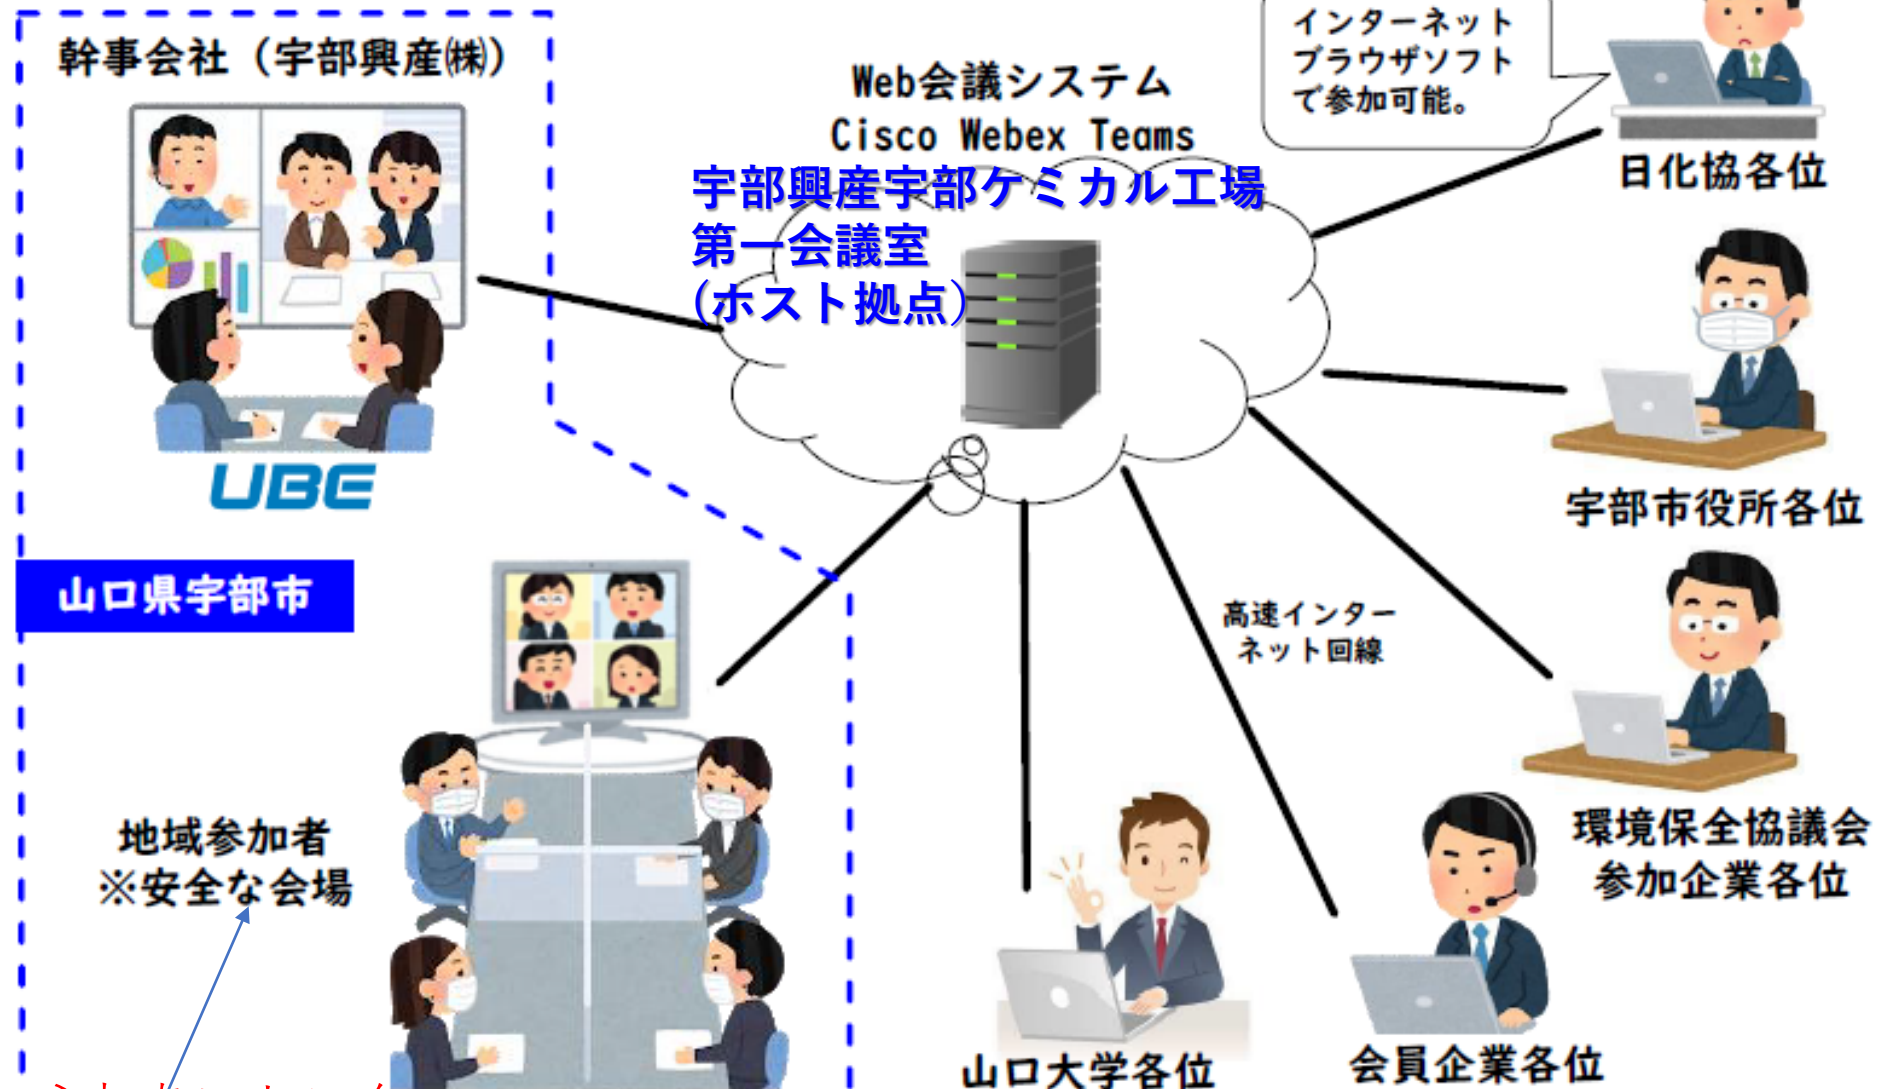 幹事会社（宇部興産㈱）
UBE
山口県宇部市
地域参加者
※安全な会場
Web会議システム
Cisco Webex Teams
宇部興産宇部ケミカル工場
第一会議室
(ホスト拠点)
インターネット
ブラウザソフト
で参加可能。
日化協各位
宇部市役所各位
高速インター
ネット回線
環境保全協議会
参加企業各位
会員企業各位
山口大学各位